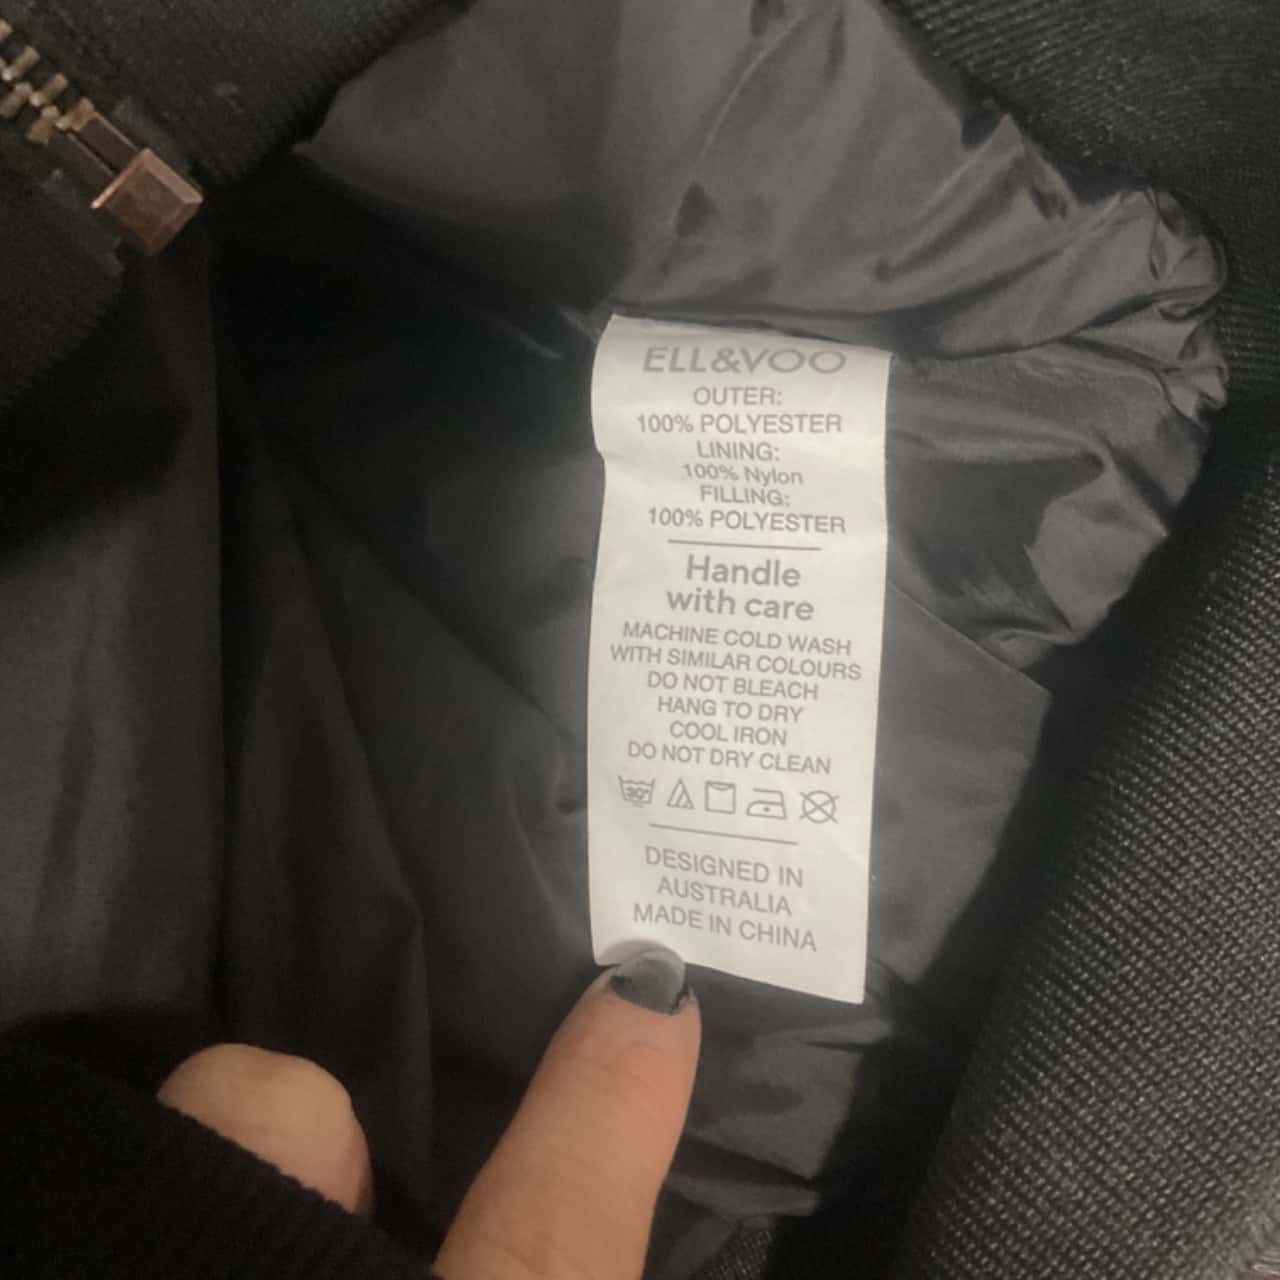 ELL&VOO
OUTER:
100% POLYESTER
LINING:
100% Nylon
FILLING:
100% POLYESTER
Handle
with care
MACHINE COLD WASH
WITH SIMILAR COLOURS
DO NOT BLEACH
HANG TO DRY
COOL IRON
DO NOT DRY CLEAN
30°
DESIGNED IN
AUSTRALIA
MADE IN CHINA